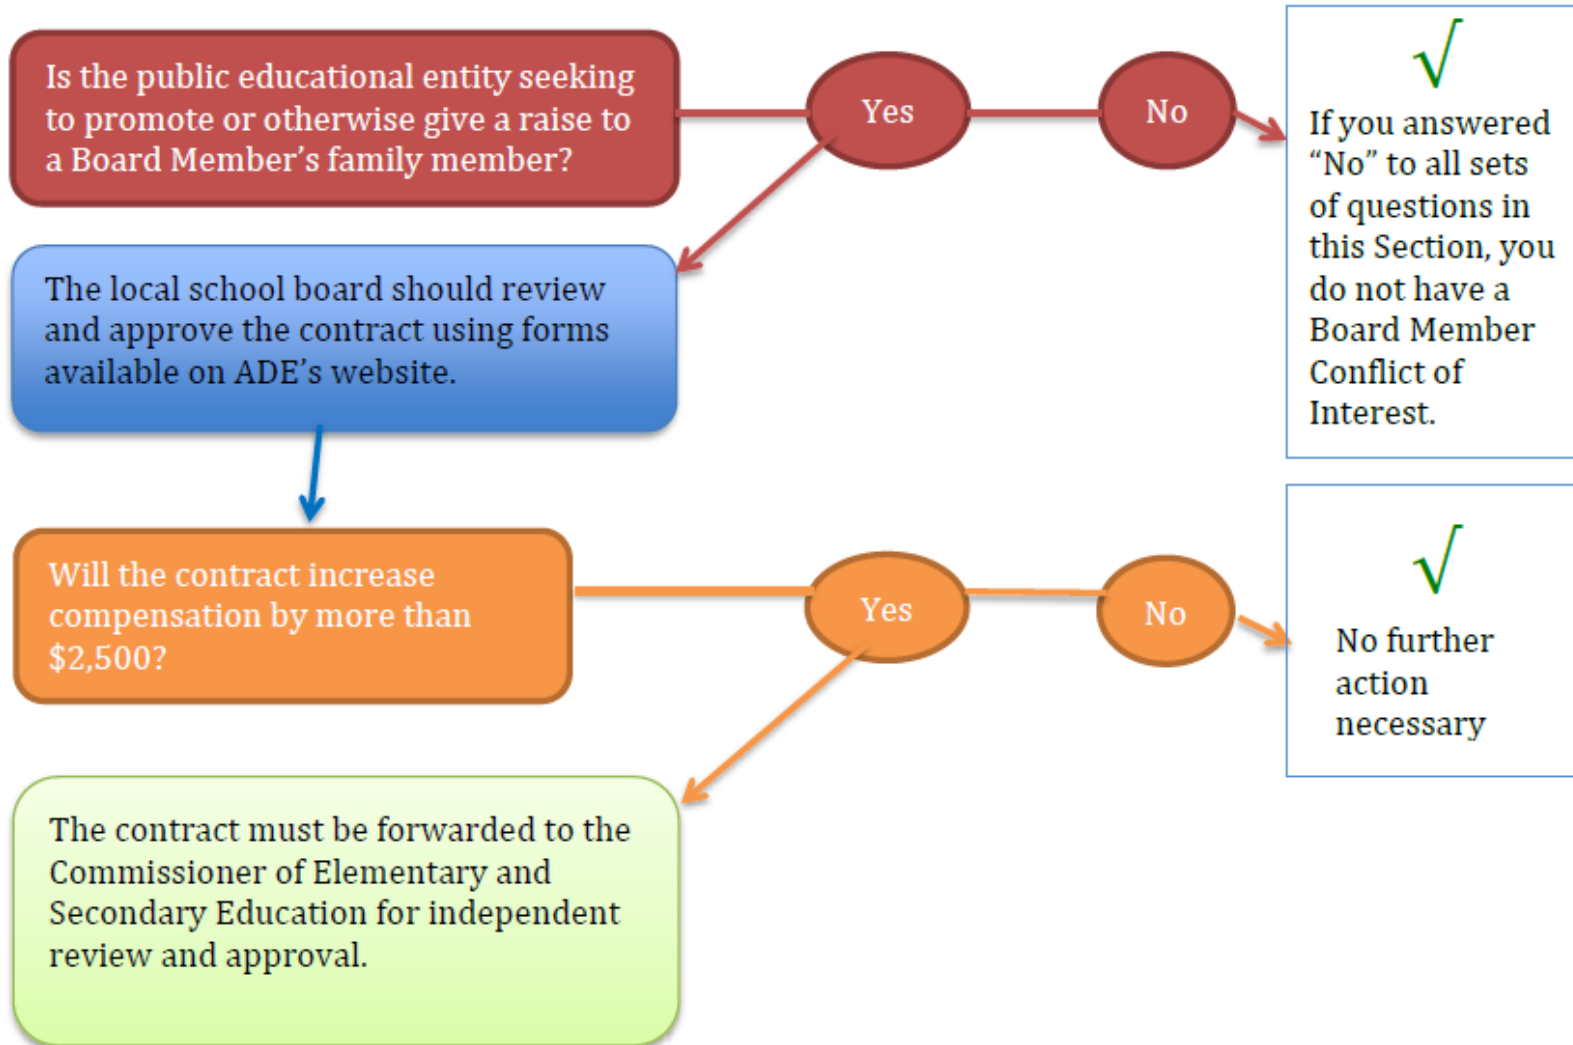 Is the public educational entity seeking
to promote or otherwise give a raise to
a Board Member’s family member?
Yes
No
√
If you answered
“No” to all sets
of questions in
this Section, you
do not have a
Board Member
Conflict of
Interest.
The local school board should review
and approve the contract using forms
available on ADE’s website.
Will the contract increase
compensation by more than
$2,500?
Yes
No
√
No further
action
necessary
The contract must be forwarded to the
Commissioner of Elementary and
Secondary Education for independent
review and approval.